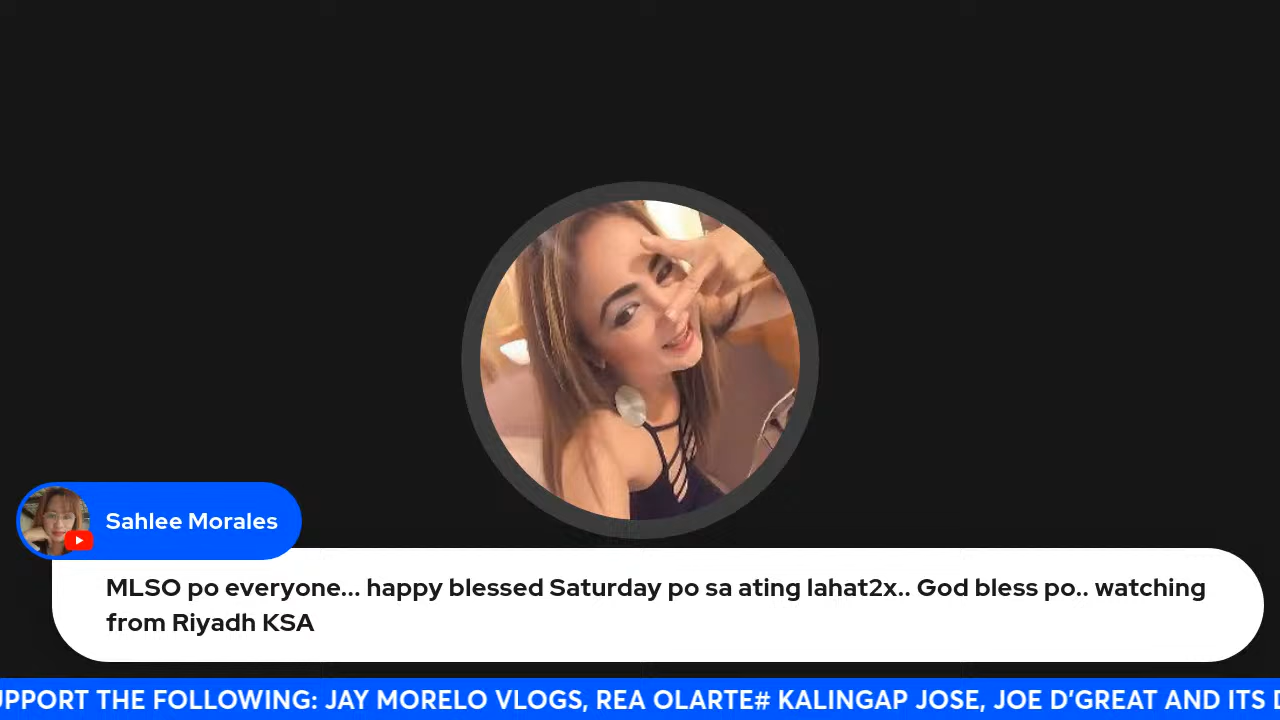 Sahlee Morales
MLSO po everyone... happy blessed Saturday po sa ating lahat2x.. God bless po.. watching
from Riyadh KSA
UPPORT THE FOLLOWING: JAY MORELO VLOGS, REA OLARTE# KALINGAP JOSE, JOE D'GREAT AND ITS